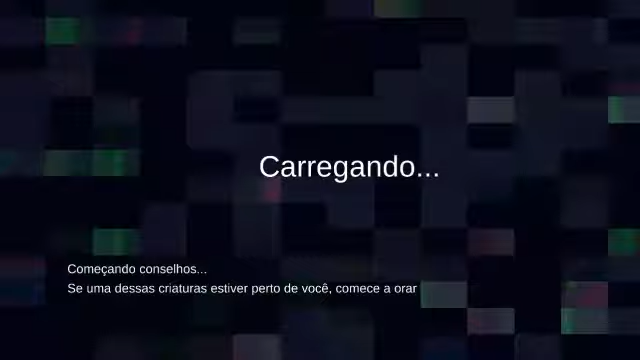 Carregando...
Começando conselhos...
Se uma dessas criaturas estiver perto de você, comece a orar